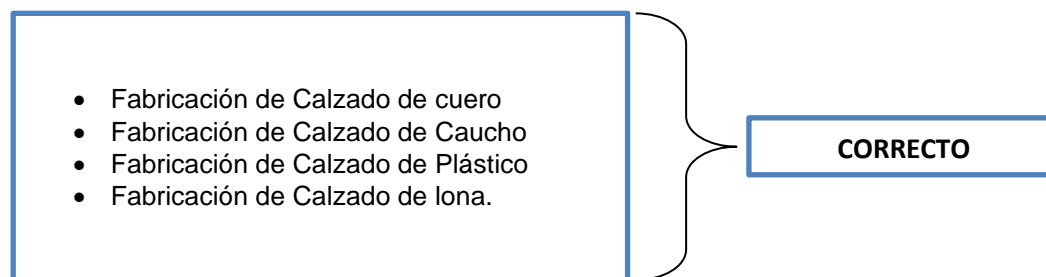 • Fabricación de Calzado de cuero
• Fabricación de Calzado de Caucho
• Fabricación de Calzado de Plástico
• Fabricación de Calzado de lona.
CORRECTO